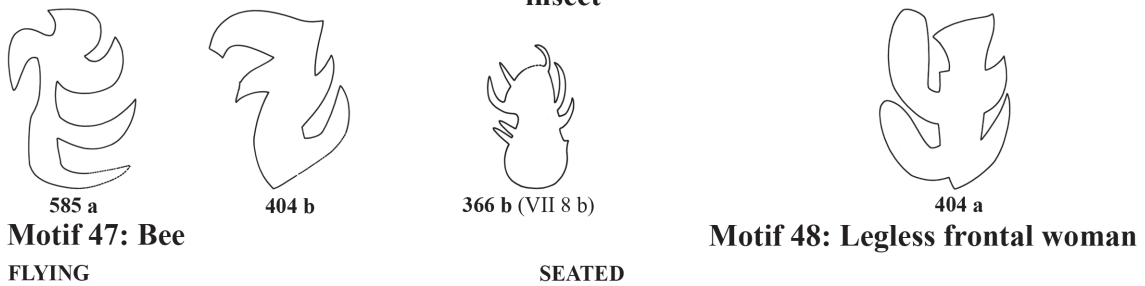 insect
585 a
404 b
366 b (VII 8 b)
404 a
Motif 47: Bee
Motif 48: Legless frontal woman
FLYING
SEATED